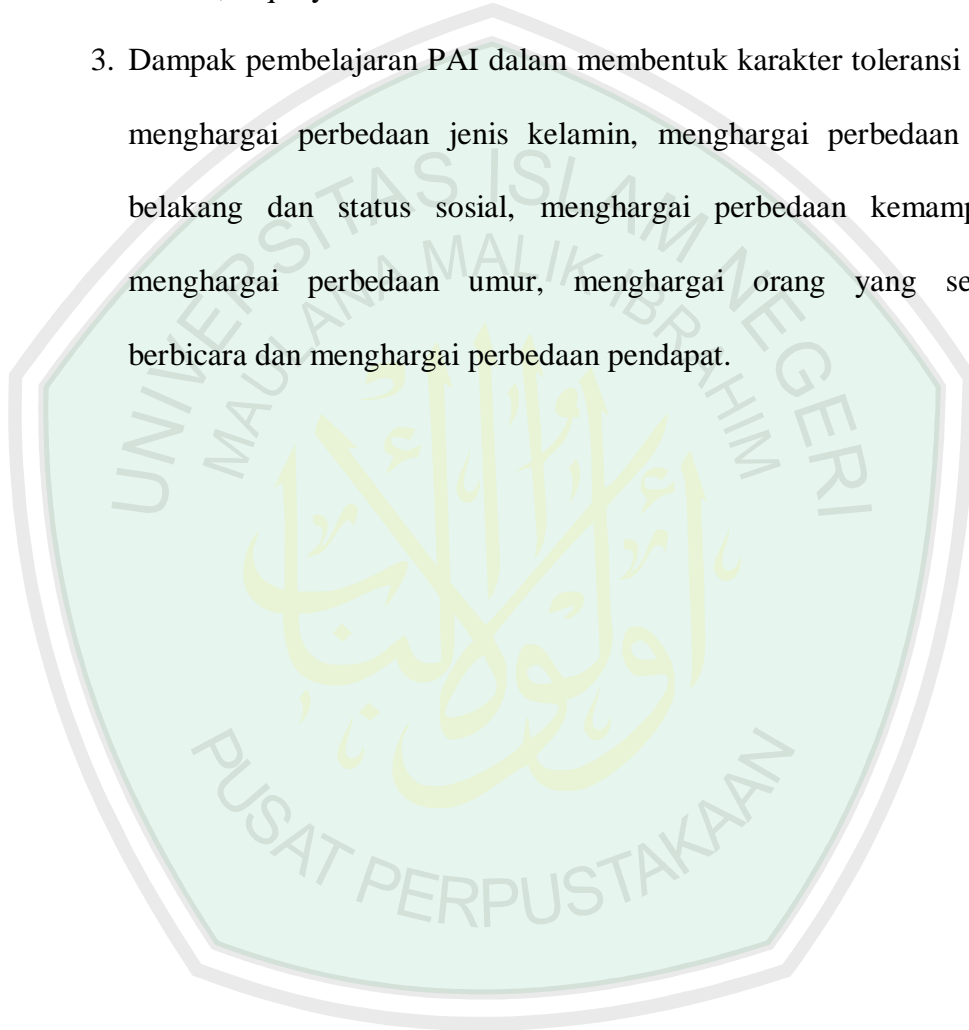 3. Dampak pembelajaran PAI dalam membentuk karakter toleransi
menghargai perbedaan jenis kelamin, menghargai perbedaan
belakang dan status sosial, menghargai perbedaan
menghargai perbedaan umur, menghargai orang yang
berbicara dan menghargai perbedaan pendapat.
UNIVERSITAS ISLAM NEGERI
MAULANA MALIK IBRAHIM
أولو الألباب
PUSAT PERPUSTAKAAN